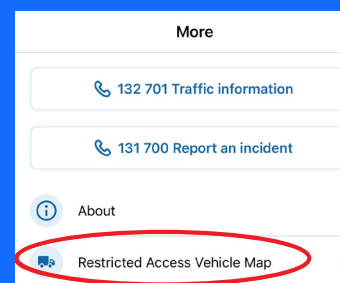 More
132 701 Traffic information
131 700 Report an incident
About
Restricted Access Vehicle Map